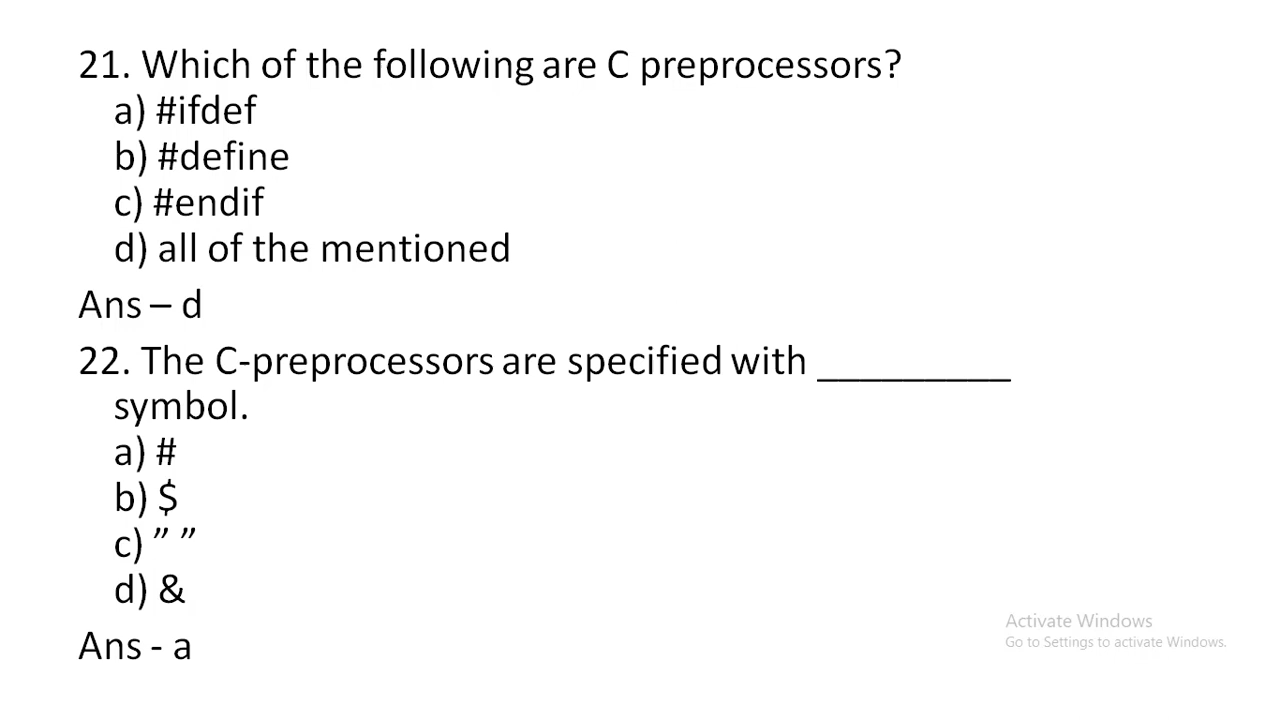 21. Which of the following are C preprocessors?
a) #ifdef
b) #define
c) #endif
d) all of the mentioned
Ans – d
22. The C-preprocessors are specified with _________
symbol.
a) #
b) $
c) ” ”
d) &
Ans - a
Activate Windows
Go to Settings to activate Windows.